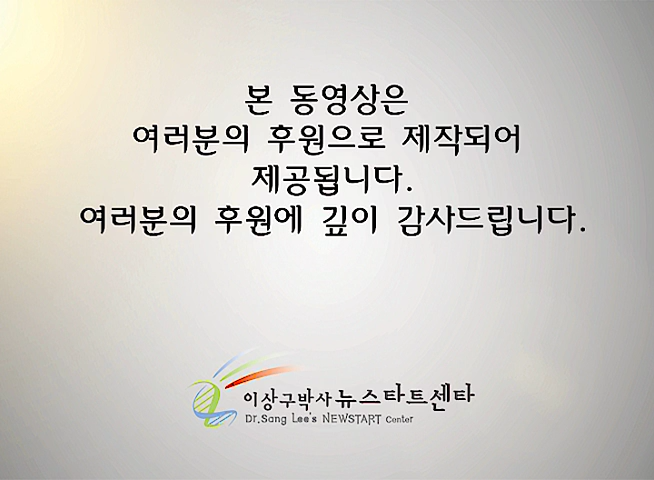 본 동영상은
여러분의 후원으로 제작되어
제공됩니다.
여러분의 후원에 깊이 감사드립니다.
이상구박사 뉴스타트센타
Dr.Sang Lee's NEWSTART Center